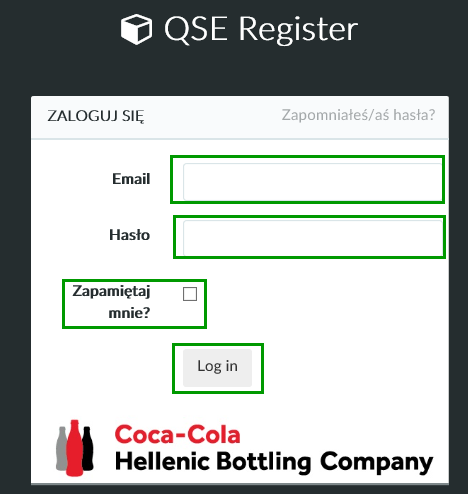 QSE Register
ZALOGUJ SIĘ
Zapomniałeś/aś hasła?
Email
Hasło
Zapamiętaj
mnie?
Log in
Coca-Cola
Hellenic Bottling Company